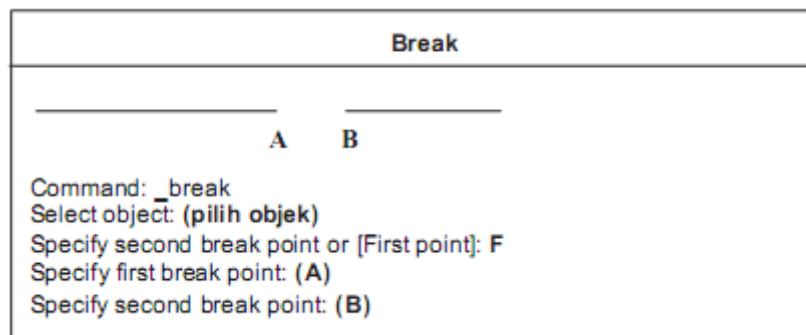 Break
A B
Command: _break
Select object: (pilih objek)
Specify second break point or [First point]: F
Specify first break point: (A)
Specify second break point: (B)